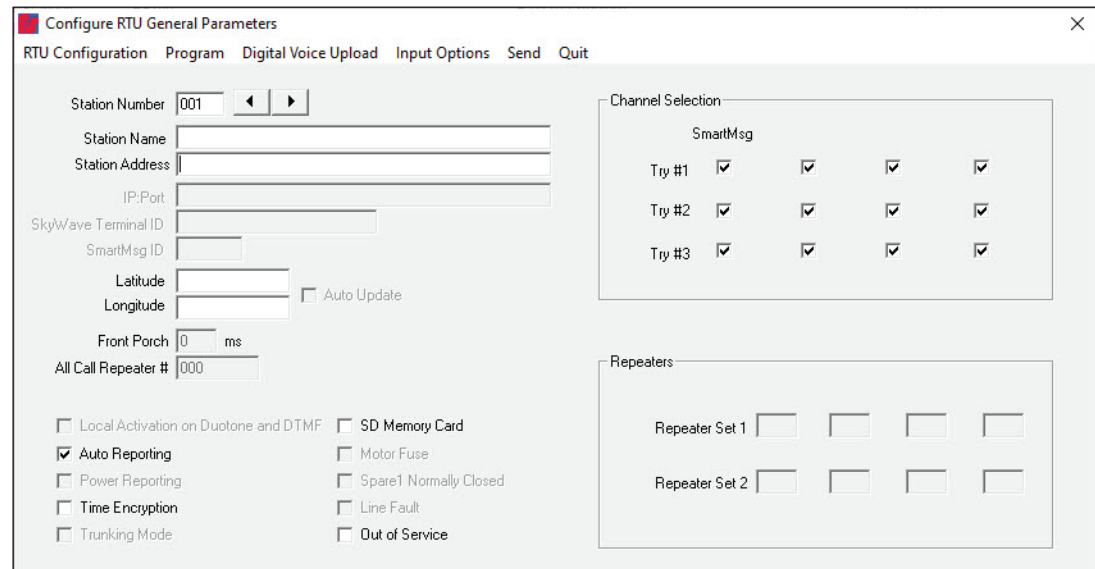 Configure RTU General Parameters
RTU Configuration Program Digital Voice Upload Input Options Send Quit
Station Number 001
Station Name
Station Address
IP:Port
SkyWave Terminal ID
SmartMsg ID
Latitude
Longitude
Auto Update
Front Porch 0 ms
All Call Repeater # 000
Local Activation on Duotone and DTMF
SD Memory Card
Auto Reporting
Motor Fuse
Power Reporting
Spare1 Normally Closed
Time Encryption
Line Fault
Trunking Mode
Out of Service
Channel Selection
SmartMsg
Try #1
Try #2
Try #3
Repeaters
Repeater Set 1
Repeater Set 2